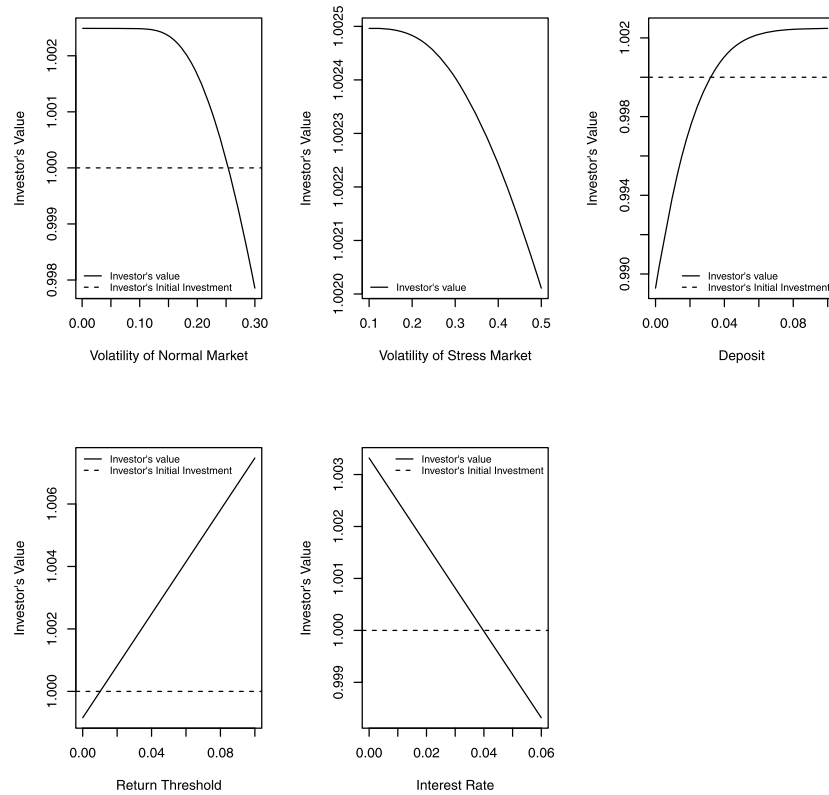 Investor's Value
1.002
1.001
1.000
0.999
0.998
Investor's value
Investor's Initial Investment
0.00 0.10 0.20 0.30
Volatility of Normal Market
Investor's Value
1.0025
1.0024
1.0023
1.0022
1.0021
1.0020
Investor's value
0.1 0.2 0.3 0.4 0.5
Volatility of Stress Market
Investor's Value
1.002
0.998
0.994
0.990
Investor's value
Investor's Initial Investment
0.00 0.04 0.08
Deposit
Investor's Value
1.006
1.004
1.002
1.000
Investor's value
Investor's Initial Investment
0.00 0.04 0.08
Return Threshold
Investor's Value
1.003
1.002
1.001
1.000
0.999
Investor's value
Investor's Initial Investment
0.00 0.02 0.04 0.06
Interest Rate